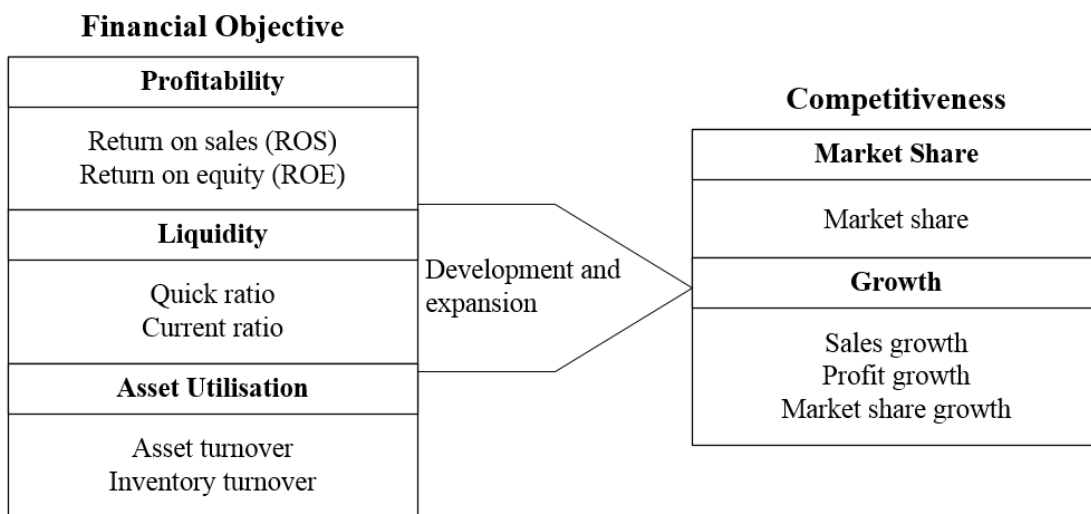 Financial Objective
Profitability
Return on sales (ROS)
Return on equity (ROE)
Liquidity
Quick ratio
Current ratio
Asset Utilisation
Asset turnover
Inventory turnover
Development and
expansion
Competitiveness
Market Share
Market share
Growth
Sales growth
Profit growth
Market share growth